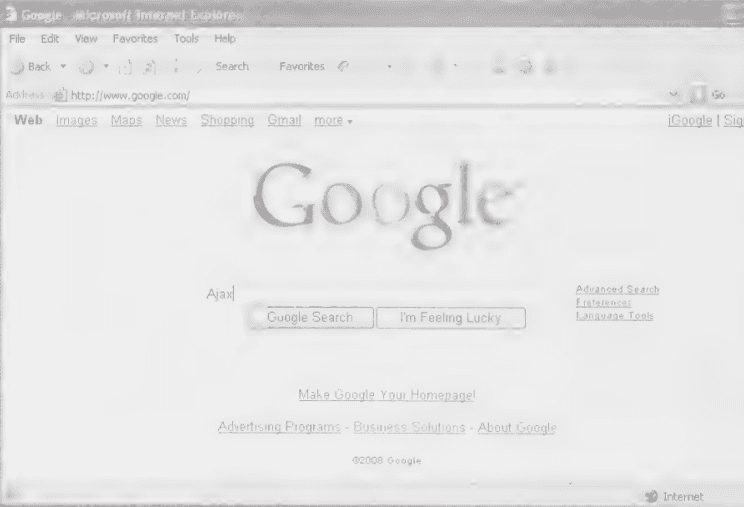 Google - Microsoft Internet Explorer
File Edit View Favorites Tools Help
Back Search Favorites
Address http://www.google.com/ Go
Web Images Maps News Shopping Gmail more iGoogle | Sig
Google
Ajax
Advanced Search
Preferences
Language Tools
Google Search I'm Feeling Lucky
Make Google Your Homepage!
Advertising Programs - Business Solutions - About Google
©2008 Google
Internet